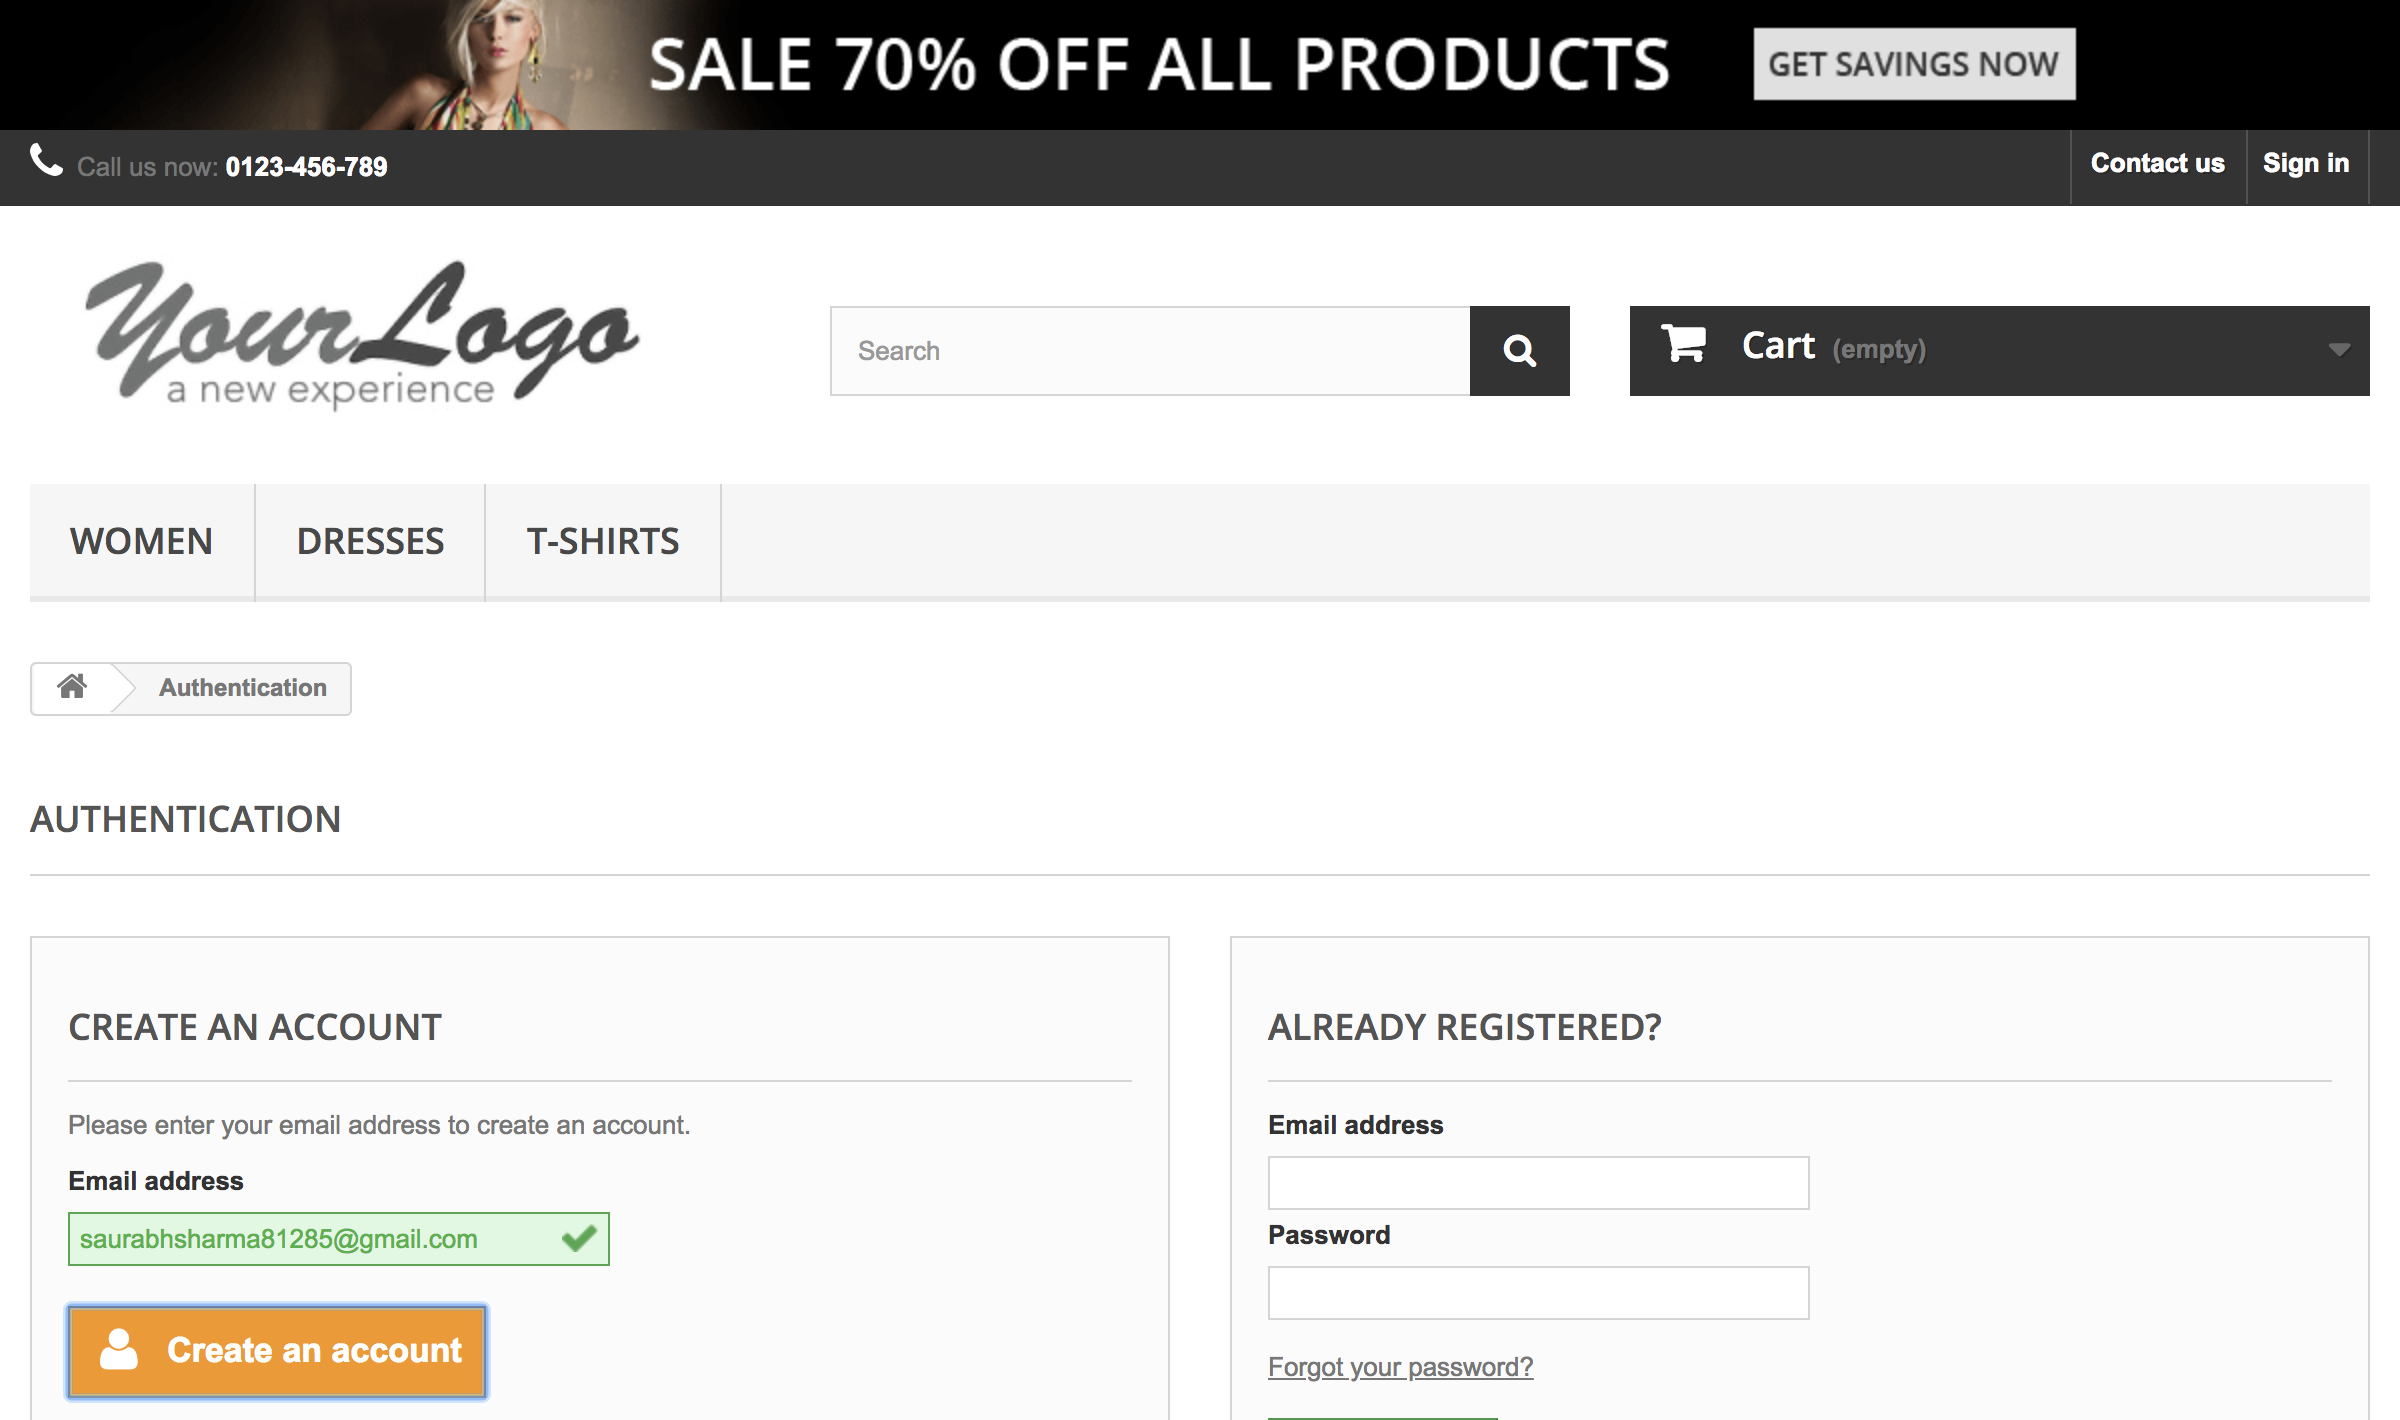 SALE 70% OFF ALL PRODUCTS GET SAVINGS NOW
Call us now: 0123-456-789 Contact us Sign in
YourLogo
a new experience
Search
Cart (empty)
WOMEN DRESSES T-SHIRTS
Authentication
AUTHENTICATION
CREATE AN ACCOUNT
Please enter your email address to create an account.
Email address
saurabhsharma81285@gmail.com
Create an account
ALREADY REGISTERED?
Email address
Password
Forgot your password?